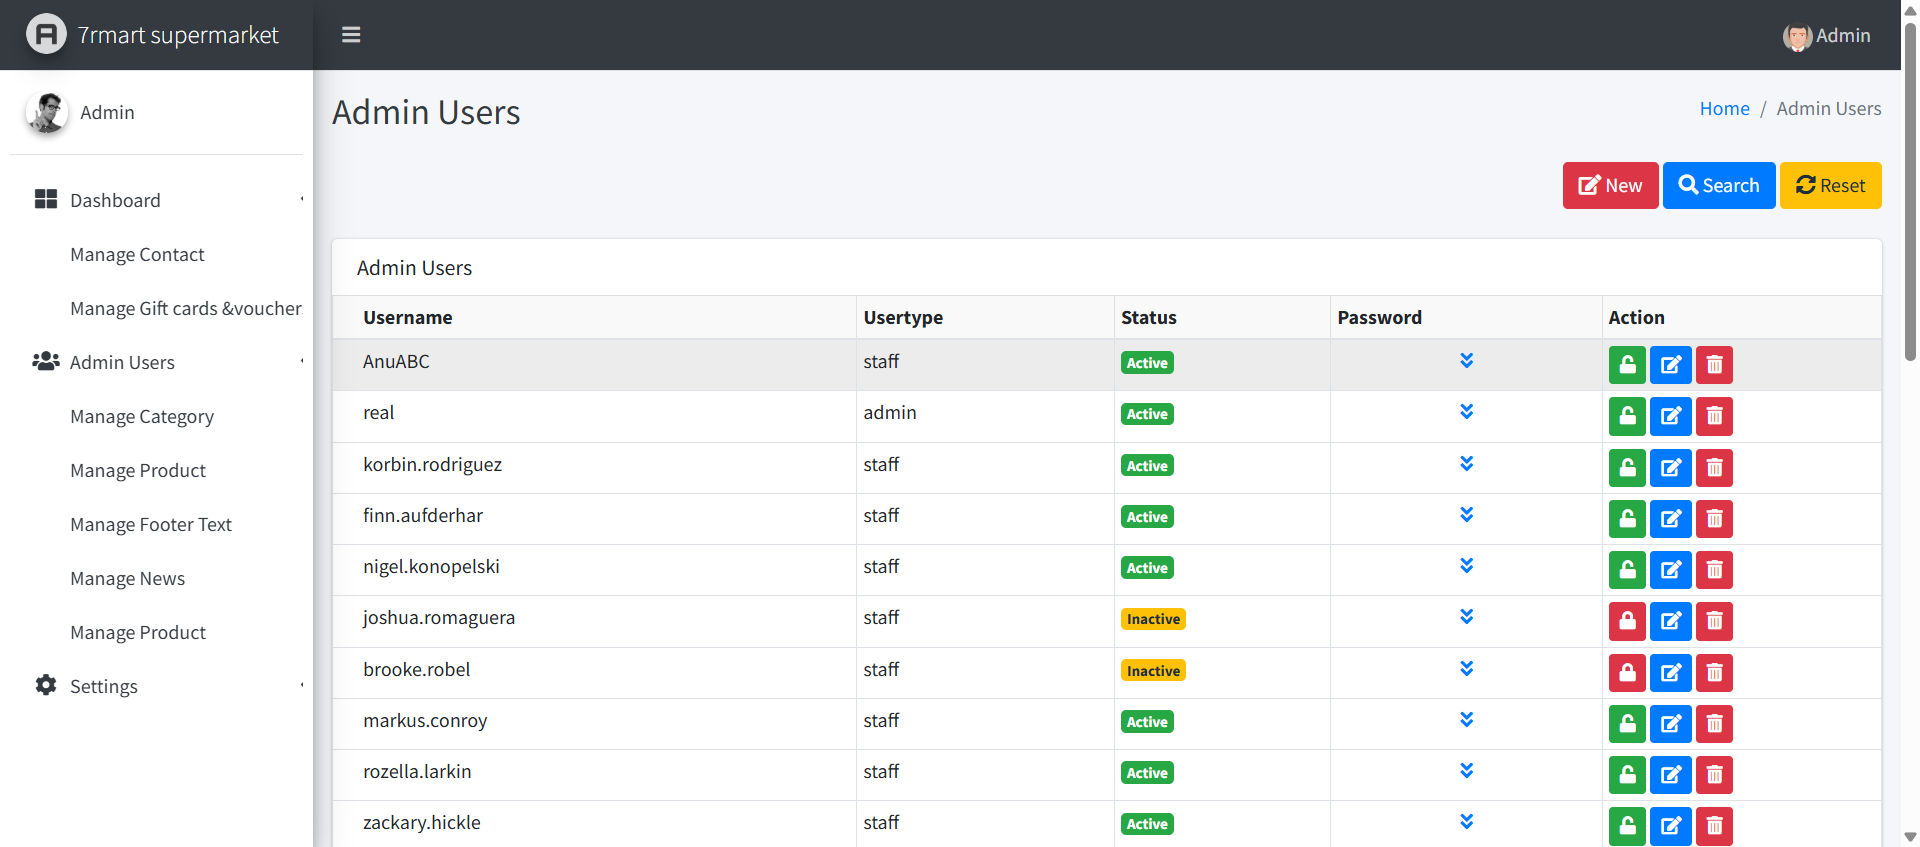 7rmart supermarket
Admin
Admin
Admin Users
Home / Admin Users
Dashboard
Manage Contact
Manage Gift cards &voucher
Admin Users
Manage Category
Manage Product
Manage Footer Text
Manage News
Manage Product
Settings
New Search Reset
Admin Users
Username Usertype Status Password Action
AnuABC staff Active
real admin Active
korbin.rodriguez staff Active
finn.aufderhar staff Active
nigel.konopelski staff Active
joshua.romaguera staff Inactive
brooke.robel staff Inactive
markus.conroy staff Active
rozella.larkin staff Active
zackary.hickle staff Active